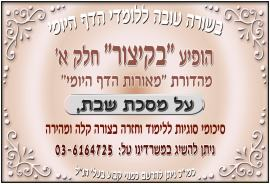 בשורה טובה ללומדי הדף היומי
הופיע "בקיצור" חלק א'
מהדורת "מאורות הדף היומי"
על מסכת שבת,
סיכומי סוגיות ללימוד וחזרה בצורה קלה ומהירה
ניתן להשיג במשרדינו טל: 03-6164725